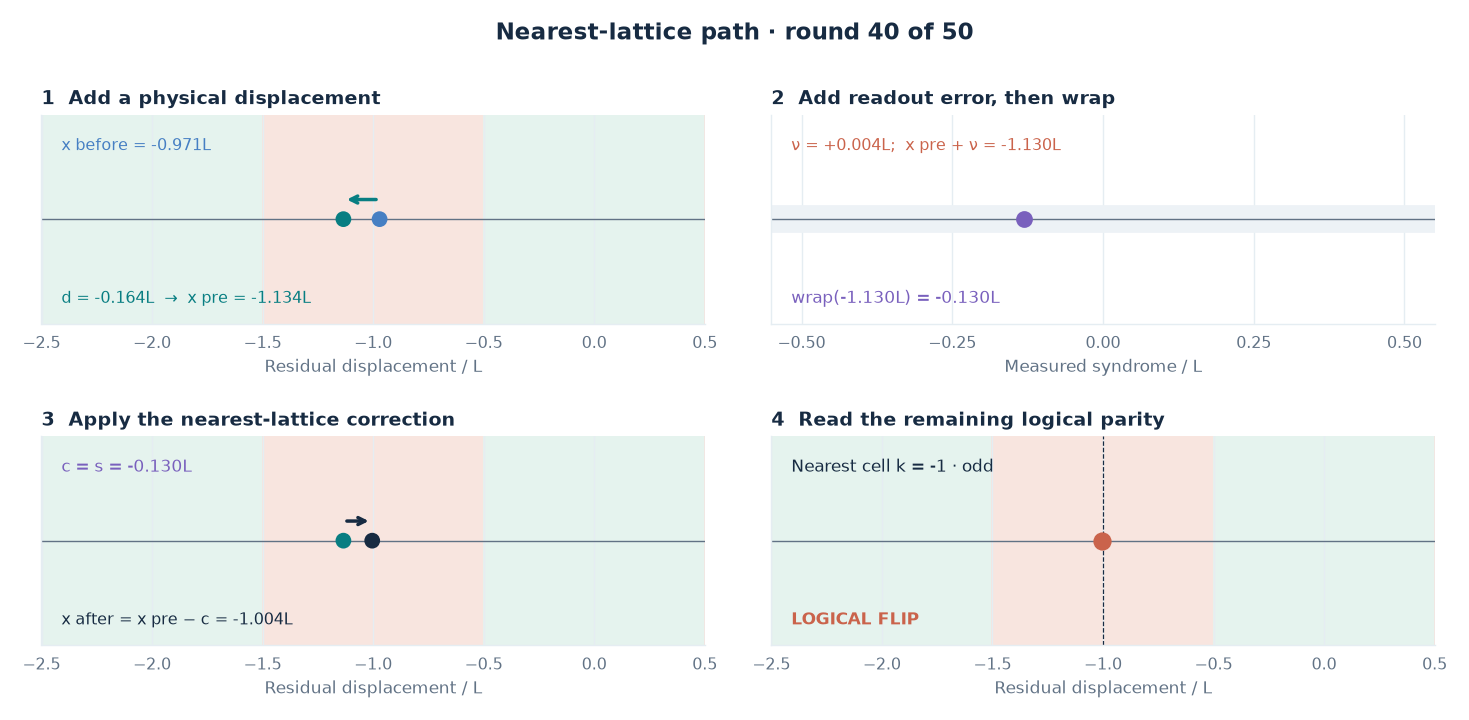 Nearest-lattice path · round 40 of 50
1 Add a physical displacement
x before = -0.971L
d = -0.164L → x pre = -1.134L
−2.5 −2.0 −1.5 −1.0 −0.5 0.0 0.5
Residual displacement / L
2 Add readout error, then wrap
ν = +0.004L; x pre + ν = -1.130L
wrap(-1.130L) = -0.130L
−0.50 −0.25 0.00 0.25 0.50
Measured syndrome / L
3 Apply the nearest-lattice correction
c = s = -0.130L
x after = x pre − c = -1.004L
−2.5 −2.0 −1.5 −1.0 −0.5 0.0 0.5
Residual displacement / L
4 Read the remaining logical parity
Nearest cell k = -1 · odd
LOGICAL FLIP
−2.5 −2.0 −1.5 −1.0 −0.5 0.0 0.5
Residual displacement / L